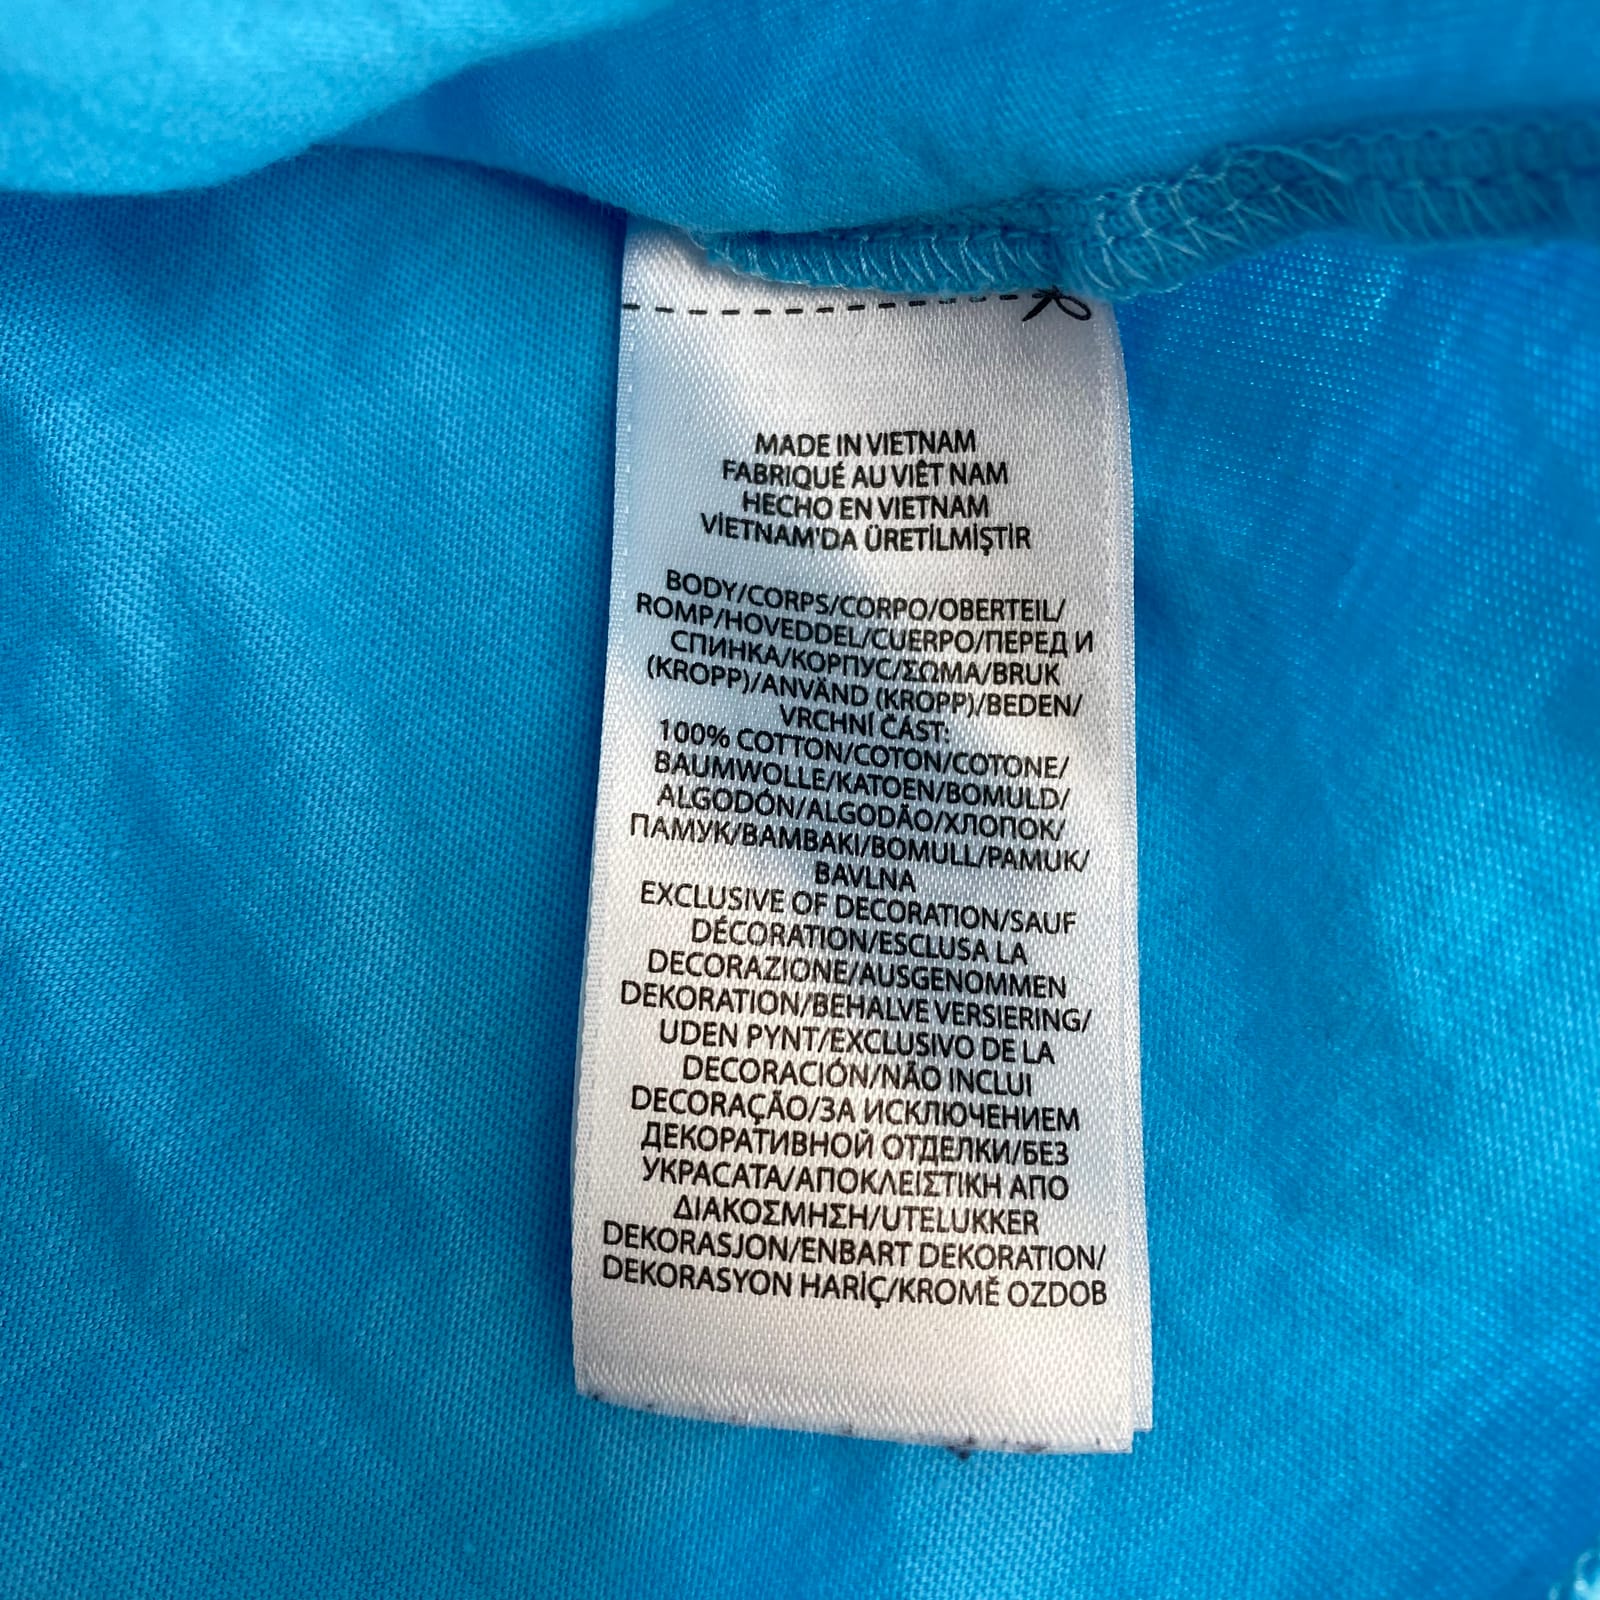 MADE IN VIETNAM
FABRIQUÉ AU VIÊT NAM
HECHO EN VIETNAM
VİETNAM'DA ÜRETİLMİŞTİR
BODY/CORPS/CORPO/OBERTEIL/
ROMP/HOVEDDEL/CUERPO/ПЕРЕД И
СПИНКА/КОРПУС/ΣΩΜΑ/BRUK
(KROPP)/ANVÄND (KROPP)/BEDEN/
VRCHNÍ ČÁST:
100% COTTON/COTON/COTONE/
BAUMWOLLE/KATOEN/BOMULD/
ALGODÓN/ALGODÃO/ХЛОПОК/
ПАМУК/BAMBAKI/BOMULL/PAMUK/
BAVLNA
EXCLUSIVE OF DECORATION/SAUF
DÉCORATION/ESCLUSA LA
DECORAZIONE/AUSGENOMMEN
DEKORATION/BEHALVE VERSIERING/
UDEN PYNT/EXCLUSIVO DE LA
DECORACIÓN/NÃO INCLUI
DECORAÇÃO/ЗА ИСКЛЮЧЕНИЕМ
ДЕКОРАТИВНОЙ ОТДЕЛКИ/БЕЗ
УКРАСАТА/ΑΠΟΚΛΕΙΣΤΙΚΗ ΑΠΟ
ΔΙΑΚΟΣΜΗΣΗ/UTELUKKER
DEKORASJON/ENBART DEKORATION/
DEKORASYON HARİÇ/KROMĚ OZDOB